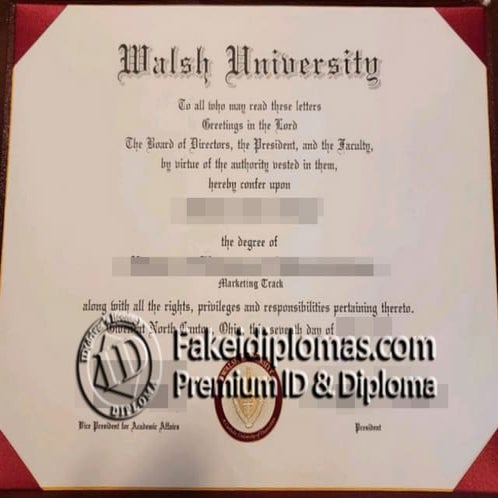 Walsh University
To all who may read these letters
Greetings in the Lord
The Board of Directors, the President, and the Faculty,
by virtue of the authority vested in them,
hereby confer upon
the degree of
Marketing Track
along with all the rights, privileges and responsibilities pertaining thereto.
North Canton, Ohio, this seventh day of
Fakeidiplomas.com
Premium ID & Diploma
ID
DIPLOMA
Vice President for Academic Affairs
President